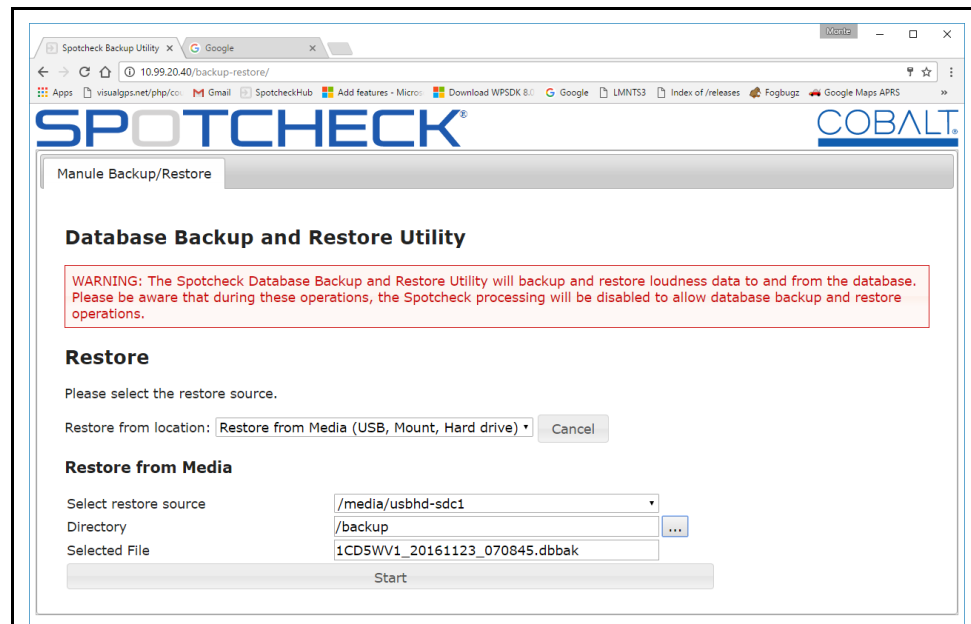 Monte
Spotcheck Backup Utility
Google
10.99.20.40/backup-restore/
Apps
visualgps.net/php/co
Gmail
SpotcheckHub
Add features - Micros
Download WPSDK 8.0
Google
LMNTS3
Index of /releases
Fogbugz
Google Maps APRS
»
SPOTCHECK®
COBALT.
Manule Backup/Restore
Database Backup and Restore Utility
WARNING: The Spotcheck Database Backup and Restore Utility will backup and restore loudness data to and from the database.
Please be aware that during these operations, the Spotcheck processing will be disabled to allow database backup and restore
operations.
Restore
Please select the restore source.
Restore from location: Restore from Media (USB, Mount, Hard drive) Cancel
Restore from Media
Select restore source /media/usbhd-sdc1
Directory /backup ...
Selected File 1CD5WV1_20161123_070845.dbbak
Start